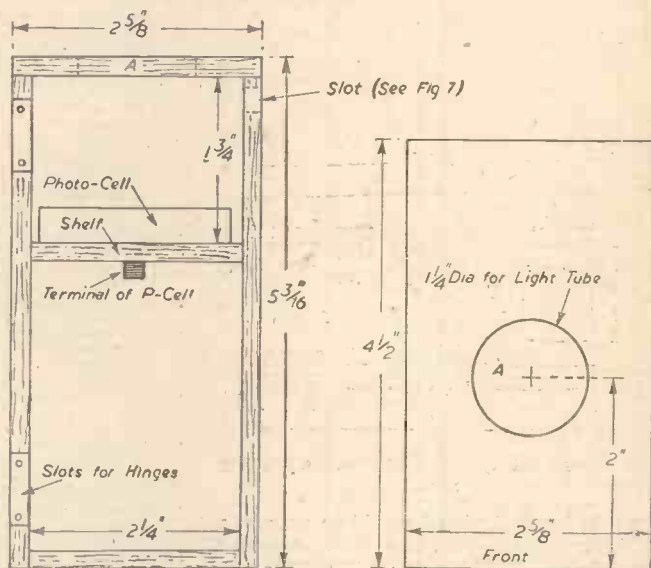 2 5/8"
A
Slot (See Fig 7)
1 3/4"
Photo-Cell
Shelf
Terminal of P-Cell
5 3/16"
Slots for Hinges
2 1/4"
1 1/4" Dia for Light Tube
4 1/2"
A
2"
2 5/8"
Front